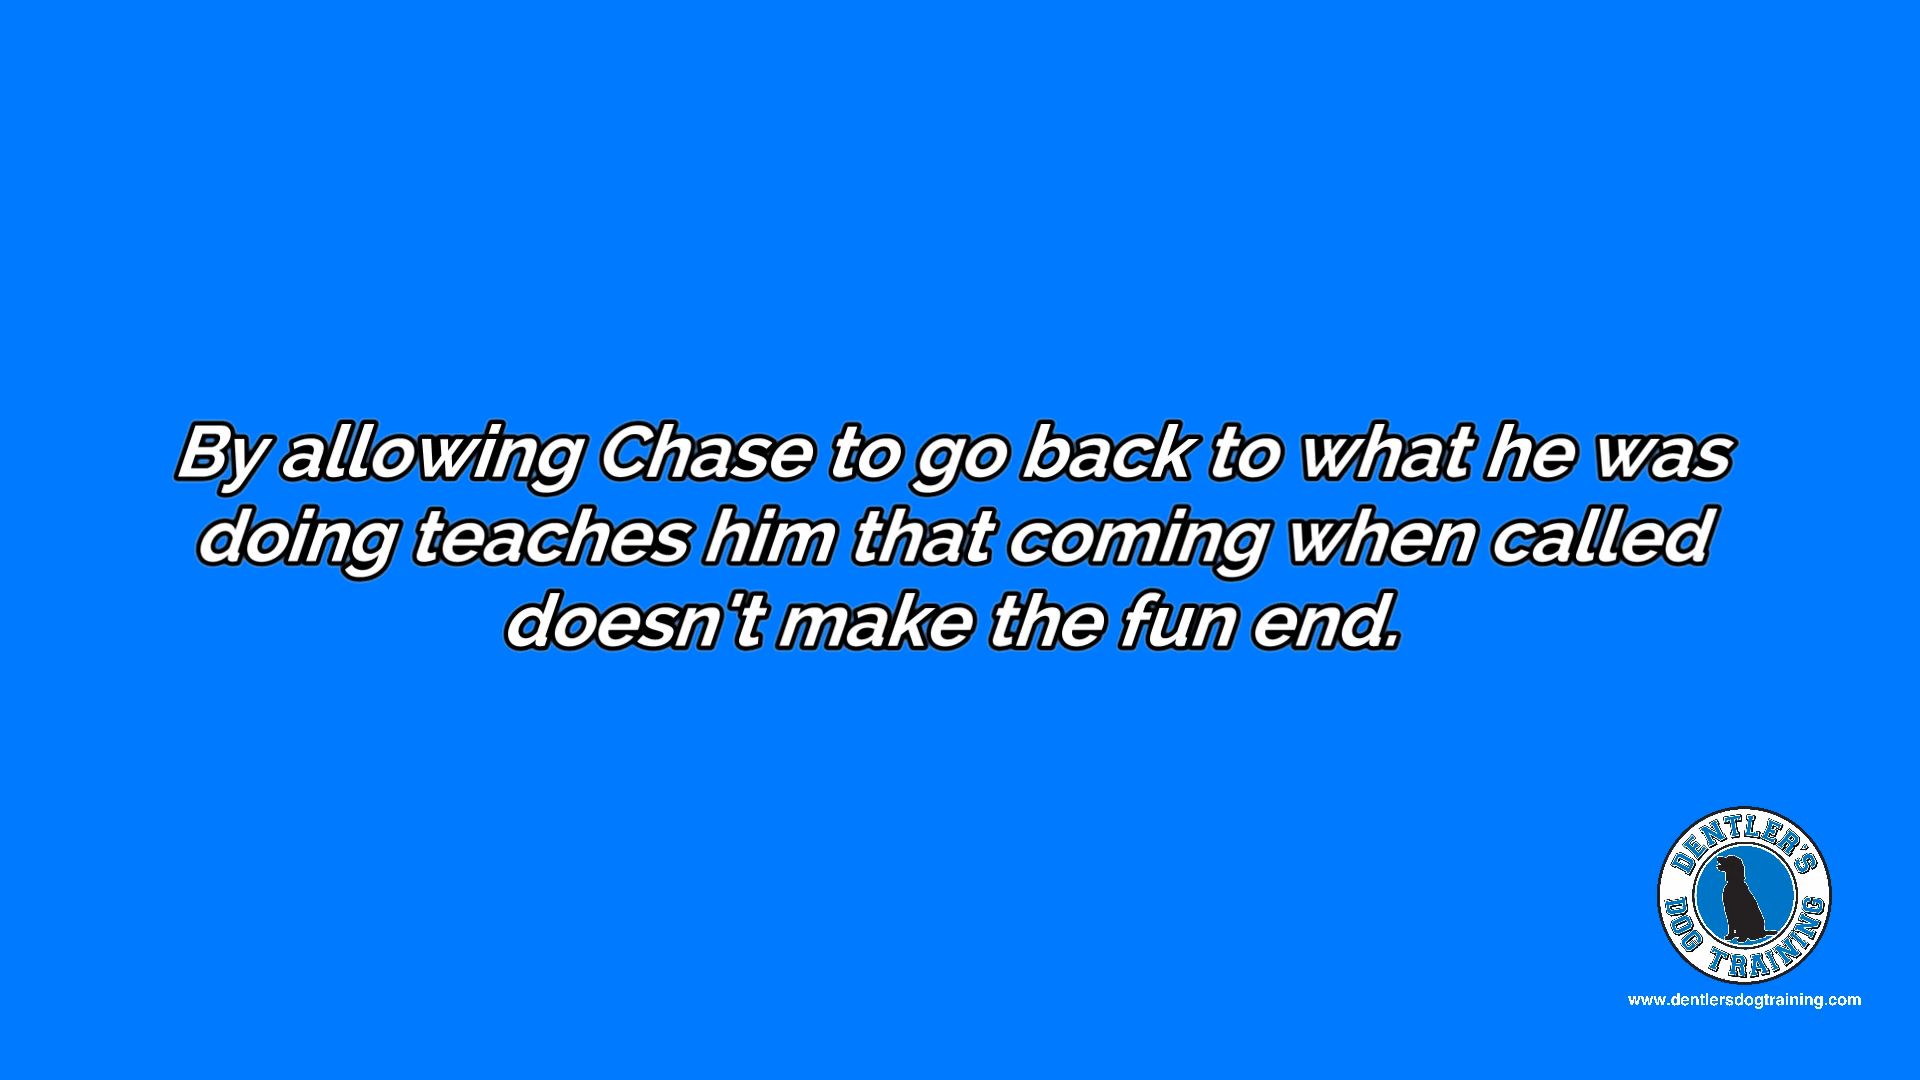 By allowing Chase to go back to what he was
doing teaches him that coming when called
doesn't make the fun end.
DENTLER'S
DOG TRAINING
www.dentlersdogtraining.com